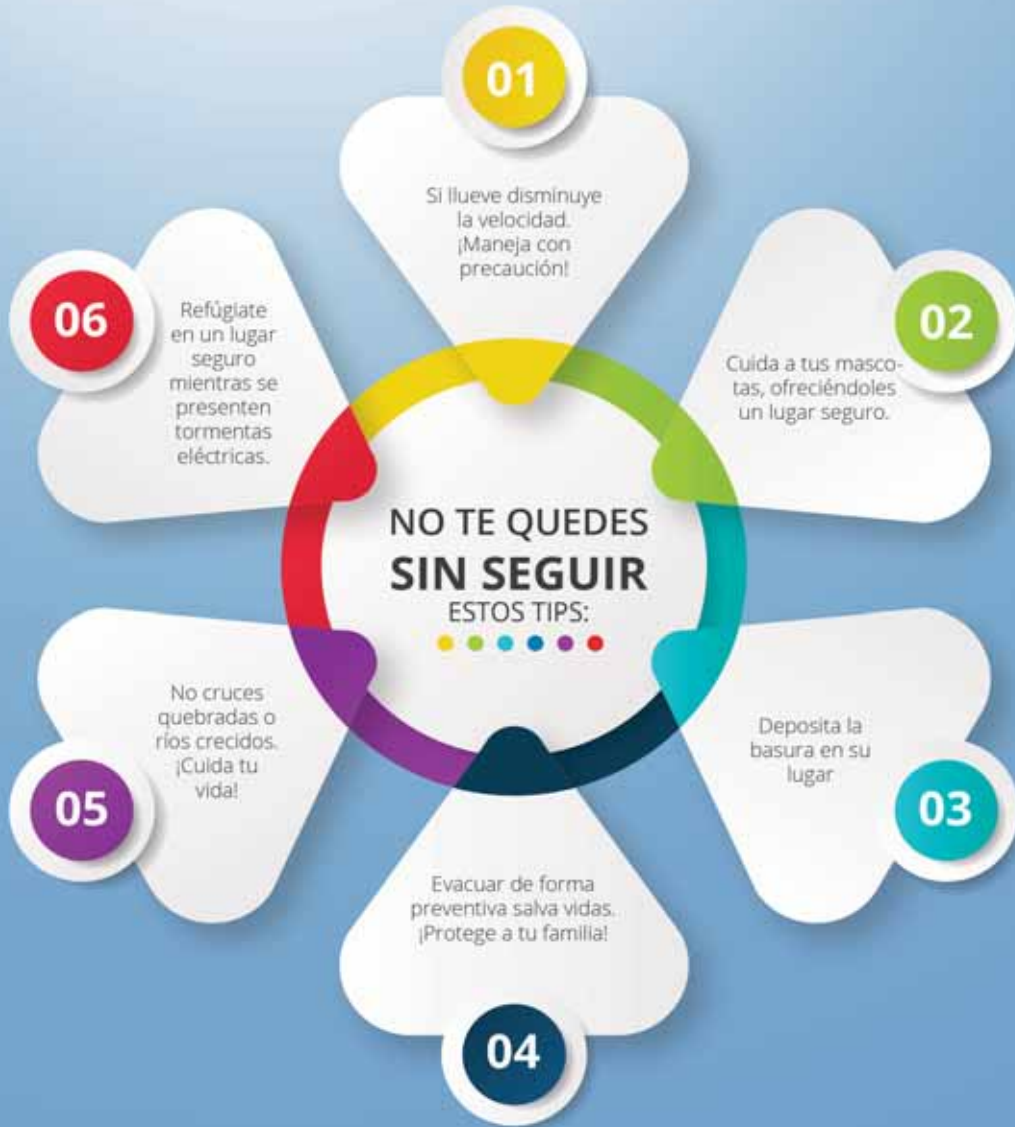 NO TE QUEDES
SIN SEGUIR
ESTOS TIPS:
01
Si llueve disminuye
la velocidad.
¡Maneja con
precaución!
02
Cuida a tus masco-
tas, ofreciéndoles
un lugar seguro.
03
Deposita la
basura en su
lugar
04
Evacuar de forma
preventiva salva vidas.
¡Protege a tu familia!
05
No cruces
quebradas o
ríos crecidos.
¡Cuida tu
vida!
06
Refúgiate
en un lugar
seguro
mientras se
presenten
tormentas
eléctricas.